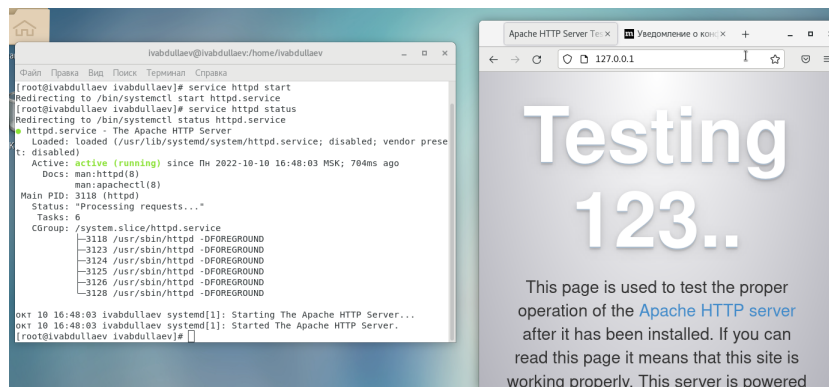 ivabdullaev@ivabdullaev:/home/ivabdullaev
Файл Правка Вид Поиск Терминал Справка
[root@ivabdullaev ivabdullaev]# service httpd start
Redirecting to /bin/systemctl start httpd.service
[root@ivabdullaev ivabdullaev]# service httpd status
Redirecting to /bin/systemctl status httpd.service
● httpd.service - The Apache HTTP Server
Loaded: loaded (/usr/lib/systemd/system/httpd.service; disabled; vendor prese
t: disabled)
Active: active (running) since Пн 2022-10-10 16:48:03 MSK; 704ms ago
Docs: man:httpd(8)
man:apachectl(8)
Main PID: 3118 (httpd)
Status: "Processing requests..."
Tasks: 6
CGroup: /system.slice/httpd.service
├─3118 /usr/sbin/httpd -DFOREGROUND
├─3123 /usr/sbin/httpd -DFOREGROUND
├─3124 /usr/sbin/httpd -DFOREGROUND
├─3125 /usr/sbin/httpd -DFOREGROUND
├─3126 /usr/sbin/httpd -DFOREGROUND
└─3128 /usr/sbin/httpd -DFOREGROUND
окт 10 16:48:03 ivabdullaev systemd[1]: Starting The Apache HTTP Server...
окт 10 16:48:03 ivabdullaev systemd[1]: Started The Apache HTTP Server.
[root@ivabdullaev ivabdullaev]#
Apache HTTP Server Tes
Уведомление о конс
127.0.0.1
Testing
123..
This page is used to test the proper
operation of the Apache HTTP server
after it has been installed. If you can
read this page it means that this site is
working properly. This server is powered